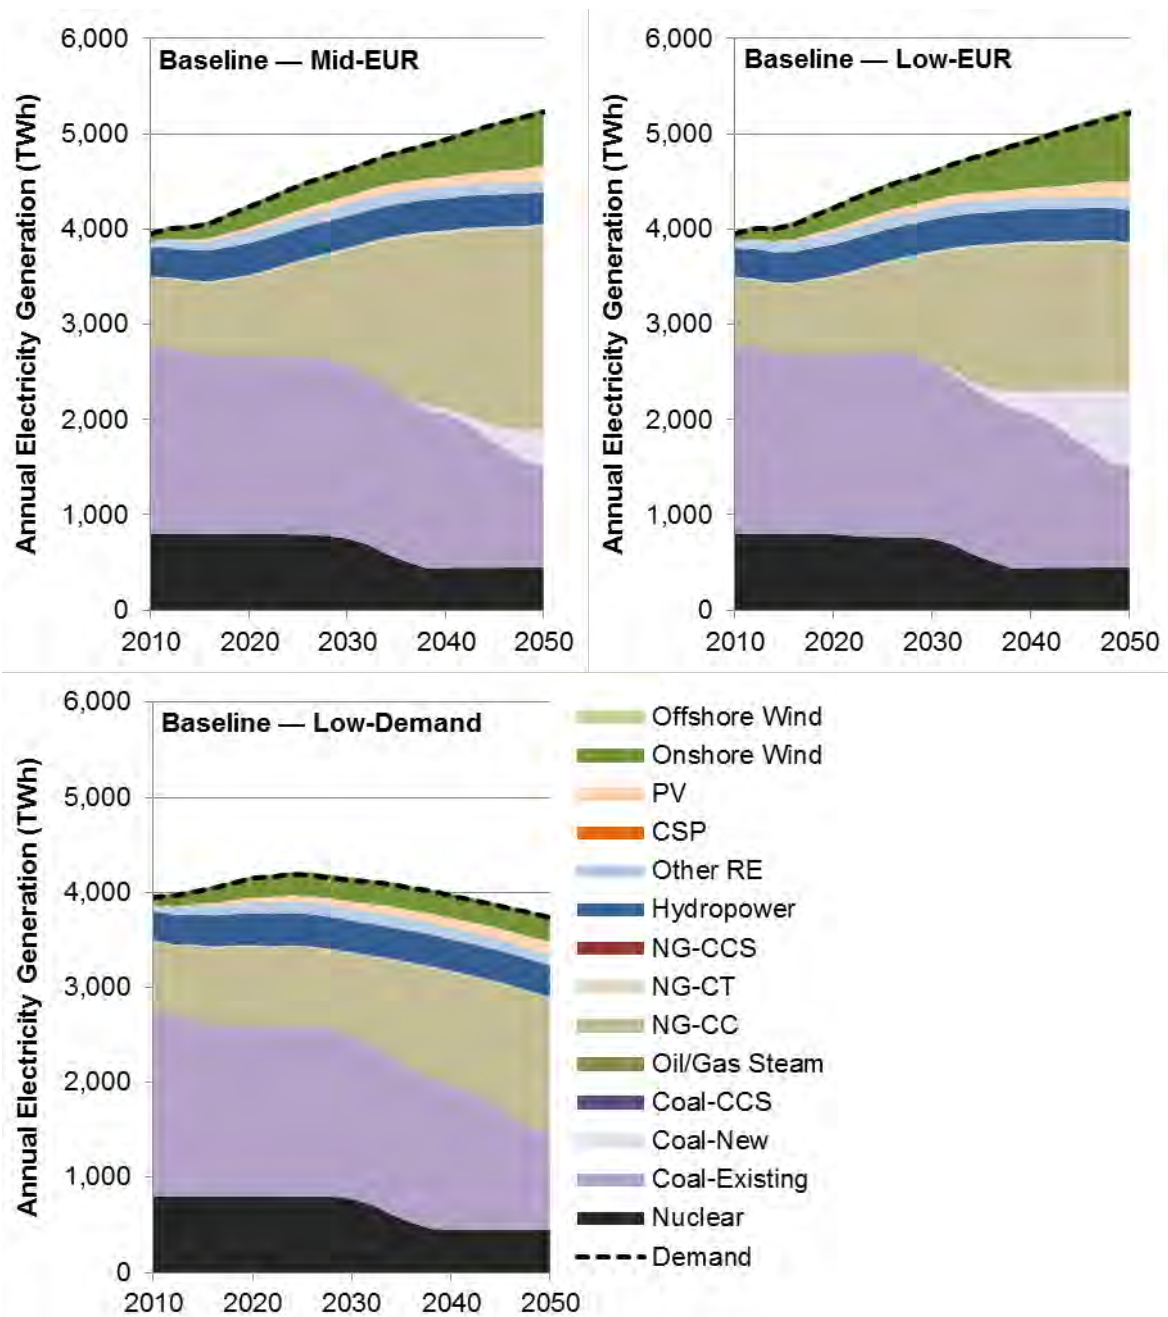 Baseline — Mid-EUR
Annual Electricity Generation (TWh)
6,000
5,000
4,000
3,000
2,000
1,000
0
2010 2020 2030 2040 2050
Baseline — Low-EUR
Annual Electricity Generation (TWh)
6,000
5,000
4,000
3,000
2,000
1,000
0
2010 2020 2030 2040 2050
Baseline — Low-Demand
Annual Electricity Generation (TWh)
6,000
5,000
4,000
3,000
2,000
1,000
0
2010 2020 2030 2040 2050
Offshore Wind
Onshore Wind
PV
CSP
Other RE
Hydropower
NG-CCS
NG-CT
NG-CC
Oil/Gas Steam
Coal-CCS
Coal-New
Coal-Existing
Nuclear
Demand